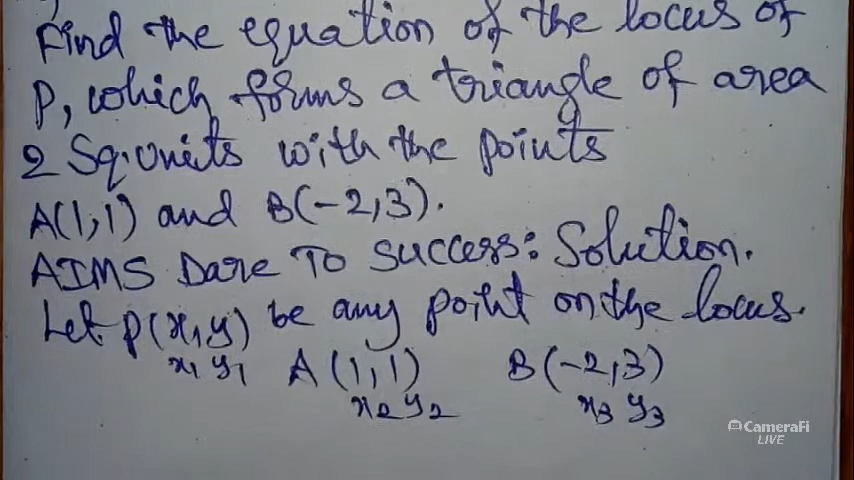 Find the equation of the locus of
P, which forms a triangle of area
2 Sq.units with the points
A(1,1) and B(-2,3).
AIMS Dare To Success: Solution.
Let P(x,y) be any point on the locus.
A (1,1) B(-2,3)
x1 y1 x2 y2 x3 y3
CameraFi
LIVE